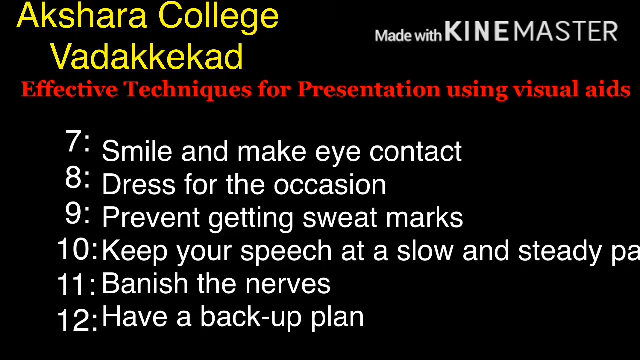 Akshara College
Vadakkekad
Made with KINEMASTER
Effective Techniques for Presentation using visual aids
7: Smile and make eye contact
8: Dress for the occasion
9: Prevent getting sweat marks
10: Keep your speech at a slow and steady pa
11: Banish the nerves
12: Have a back-up plan